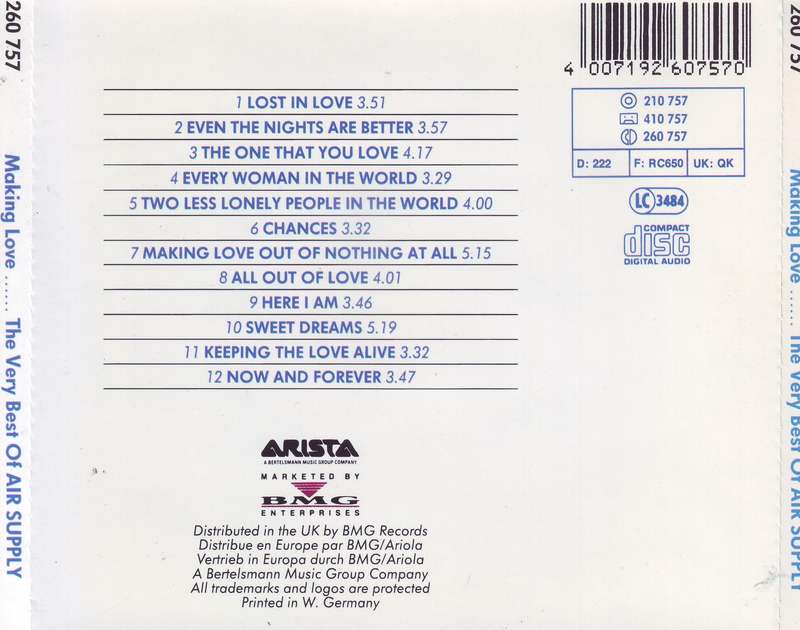 260 757
Making Love ...... The Very Best Of AIR SUPPLY
1 LOST IN LOVE 3.51
2 EVEN THE NIGHTS ARE BETTER 3.57
3 THE ONE THAT YOU LOVE 4.17
4 EVERY WOMAN IN THE WORLD 3.29
5 TWO LESS LONELY PEOPLE IN THE WORLD 4.00
6 CHANCES 3.32
7 MAKING LOVE OUT OF NOTHING AT ALL 5.15
8 ALL OUT OF LOVE 4.01
9 HERE I AM 3.46
10 SWEET DREAMS 5.19
11 KEEPING THE LOVE ALIVE 3.32
12 NOW AND FOREVER 3.47
4 007192 607570
210 757
410 757
260 757
D: 222 F: RC650 UK: QK
LC 3484
COMPACT
disc
DIGITAL AUDIO
ARISTA
A BERTELSMANN MUSIC GROUP COMPANY
MARKETED BY
BMG
ENTERPRISES
Distributed in the UK by BMG Records
Distribue en Europe par BMG/Ariola
Vertrieb in Europa durch BMG/Ariola
A Bertelsmann Music Group Company
All trademarks and logos are protected
Printed in W. Germany
260 757
Making Love ...... The Very Best Of AIR SUPPLY